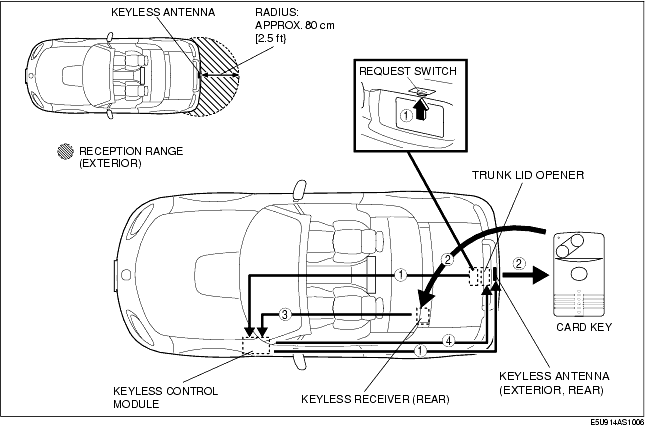 KEYLESS ANTENNA
RADIUS:
APPROX. 80 cm
{2.5 ft}
RECEPTION RANGE
(EXTERIOR)
REQUEST SWITCH
①
TRUNK LID OPENER
②
②
①
③
④
①
CARD KEY
KEYLESS CONTROL
MODULE
KEYLESS RECEIVER (REAR)
KEYLESS ANTENNA
(EXTERIOR, REAR)
E5U914AS1006